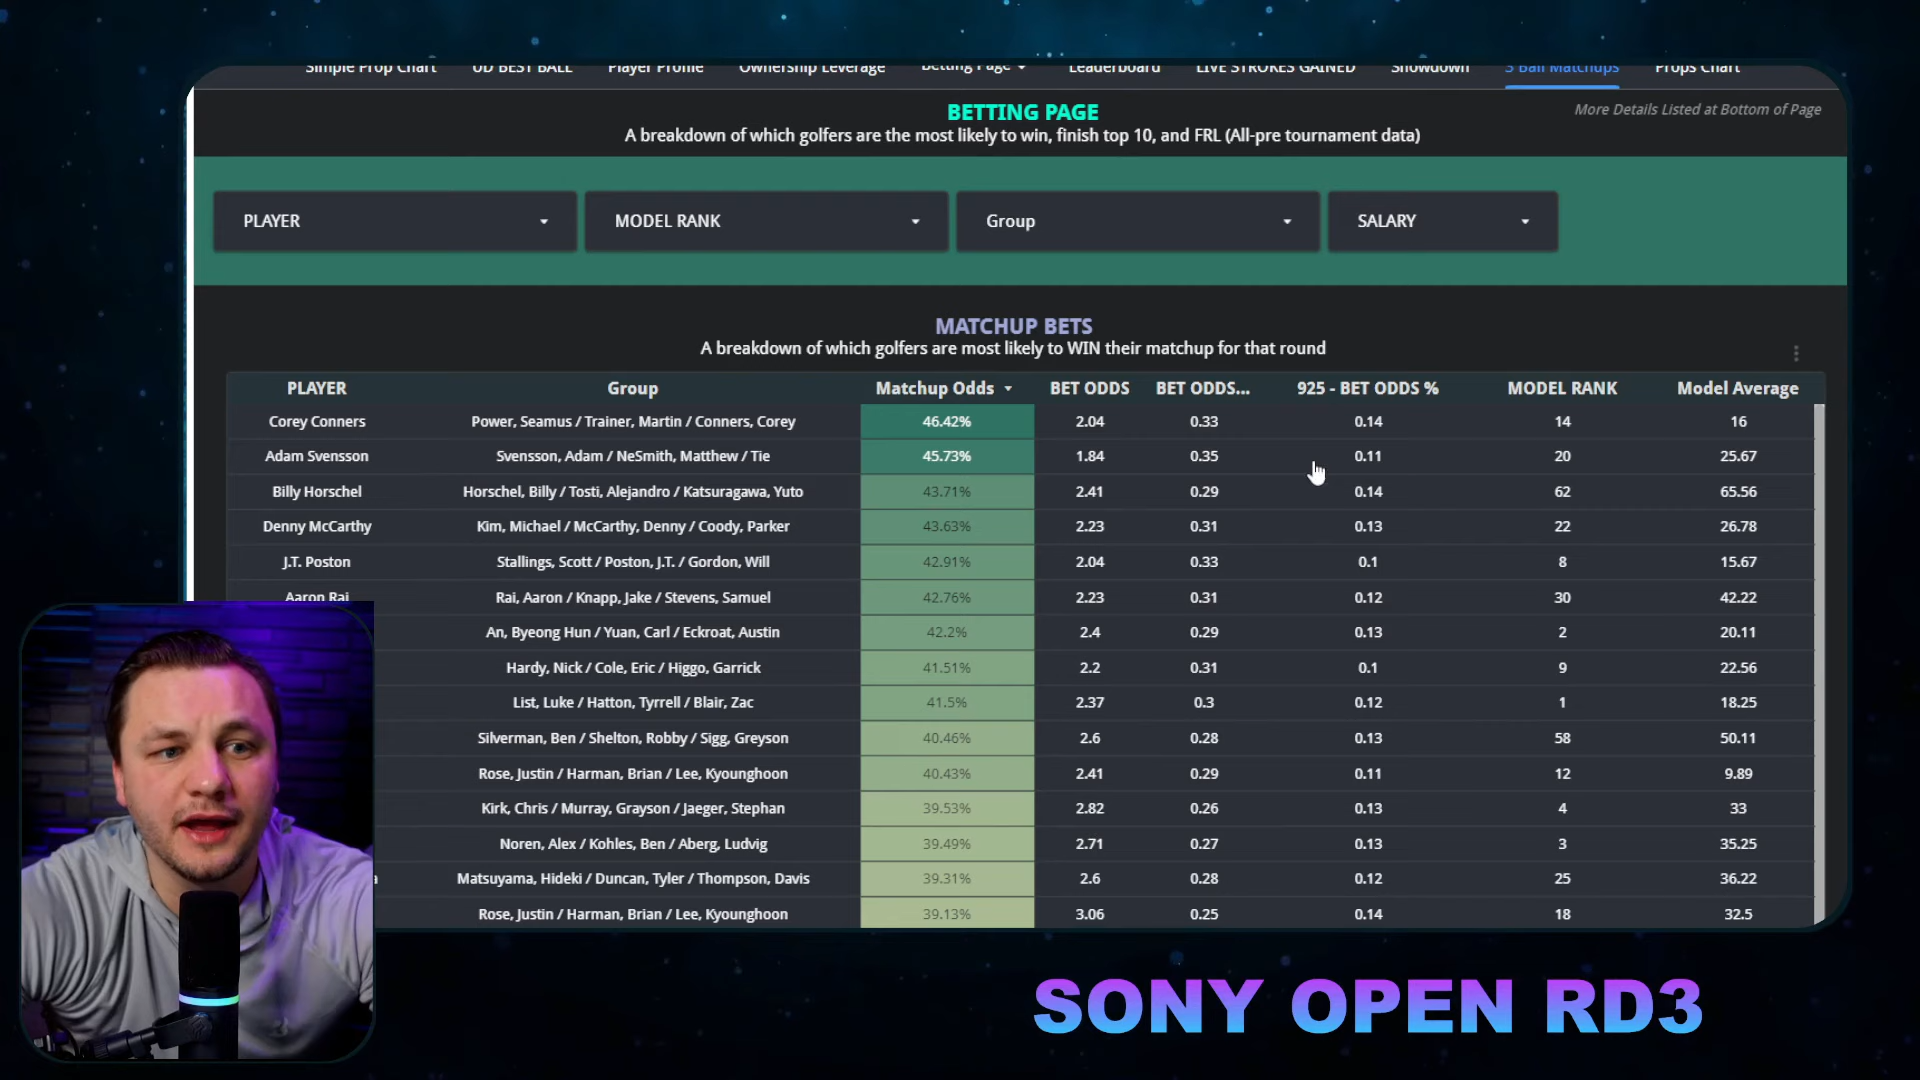 Simple Prop Chart UD BEST BALL Player Profile Ownership Leverage Betting Page Leaderboard LIVE STROKES GAINED Showdown 3 Ball Matchups Props Chart
BETTING PAGE
More Details Listed at Bottom of Page
A breakdown of which golfers are the most likely to win, finish top 10, and FRL (All-pre tournament data)
PLAYER MODEL RANK Group SALARY
MATCHUP BETS
A breakdown of which golfers are most likely to WIN their matchup for that round
PLAYER Group Matchup Odds BET ODDS BET ODDS... 925 - BET ODDS % MODEL RANK Model Average
Corey Conners Power, Seamus / Trainer, Martin / Conners, Corey 46.42% 2.04 0.33 0.14 14 16
Adam Svensson Svensson, Adam / NeSmith, Matthew / Tie 45.73% 1.84 0.35 0.11 20 25.67
Billy Horschel Horschel, Billy / Tosti, Alejandro / Katsuragawa, Yuto 43.71% 2.41 0.29 0.14 62 65.56
Denny McCarthy Kim, Michael / McCarthy, Denny / Coody, Parker 43.63% 2.23 0.31 0.13 22 26.78
J.T. Poston Stallings, Scott / Poston, J.T. / Gordon, Will 42.91% 2.04 0.33 0.1 8 15.67
Aaron Rai Rai, Aaron / Knapp, Jake / Stevens, Samuel 42.76% 2.23 0.31 0.12 30 42.22
An, Byeong Hun / Yuan, Carl / Eckroat, Austin 42.2% 2.4 0.29 0.13 2 20.11
Hardy, Nick / Cole, Eric / Higgo, Garrick 41.51% 2.2 0.31 0.1 9 22.56
List, Luke / Hatton, Tyrrell / Blair, Zac 41.5% 2.37 0.3 0.12 1 18.25
Silverman, Ben / Shelton, Robby / Sigg, Greyson 40.46% 2.6 0.28 0.13 58 50.11
Rose, Justin / Harman, Brian / Lee, Kyounghoon 40.43% 2.41 0.29 0.11 12 9.89
Kirk, Chris / Murray, Grayson / Jaeger, Stephan 39.53% 2.82 0.26 0.13 4 33
Noren, Alex / Kohles, Ben / Aberg, Ludvig 39.49% 2.71 0.27 0.13 3 35.25
Matsuyama, Hideki / Duncan, Tyler / Thompson, Davis 39.31% 2.6 0.28 0.12 25 36.22
Rose, Justin / Harman, Brian / Lee, Kyounghoon 39.13% 3.06 0.25 0.14 18 32.5
SONY OPEN RD3